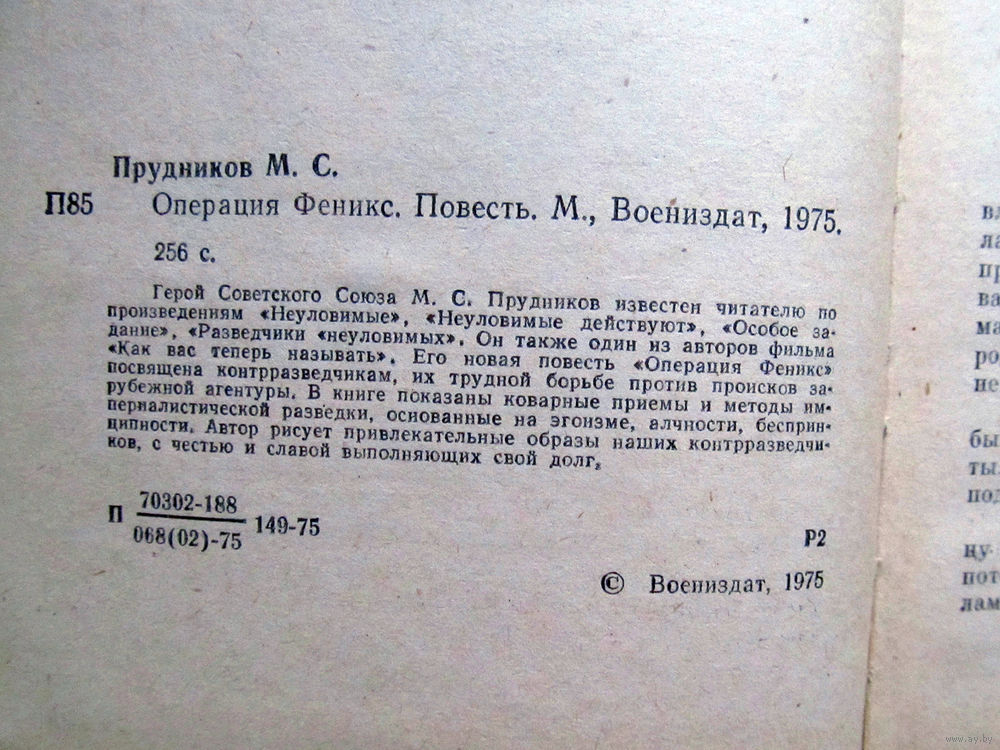 Прудников М. С.
П85 Операция Феникс. Повесть. М., Воениздат, 1975.
256 с.
Герой Советского Союза М. С. Прудников известен читателю по
произведениям «Неуловимые», «Неуловимые действуют», «Особое за-
дание», «Разведчики «неуловимых». Он также один из авторов фильма
«Как вас теперь называть». Его новая повесть «Операция Феникс»
посвящена контрразведчикам, их трудной борьбе против происков за-
рубежной агентуры. В книге показаны коварные приемы и методы им-
периалистической разведки, основанные на эгоизме, алчности, бесприн-
ципности. Автор рисует привлекательные образы наших контрразведчи-
ков, с честью и славой выполняющих свой долг.
П 70302-188
068(02)-75 149-75
Р2
© Воениздат, 1975
www.ay.by